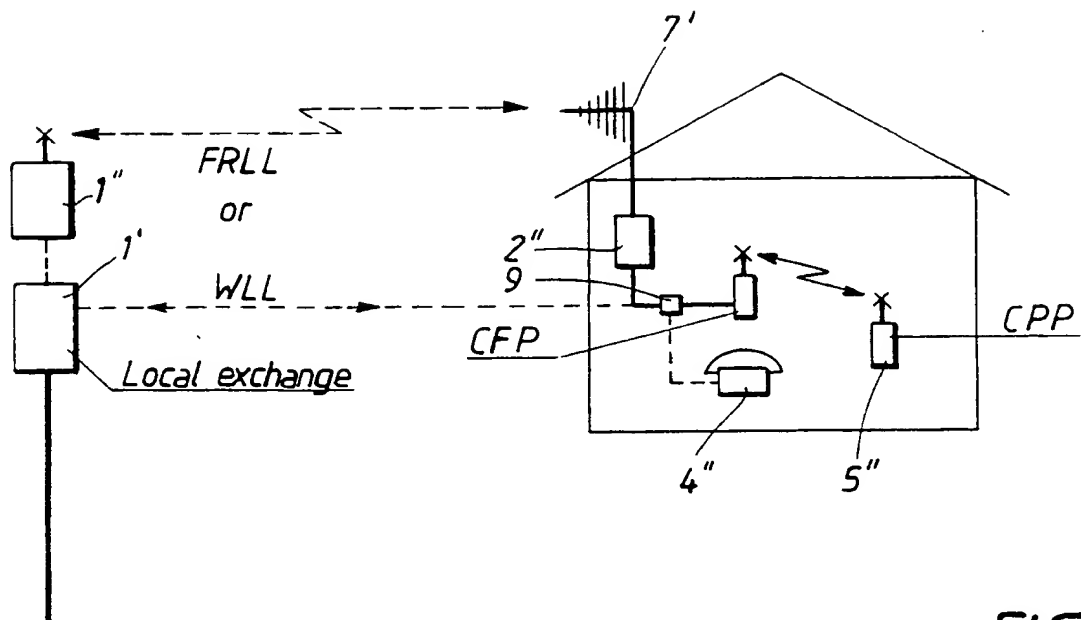 7'
FRLL
1"
or
1'
2"
9
WLL
CFP
CPP
Local exchange
4"
5"